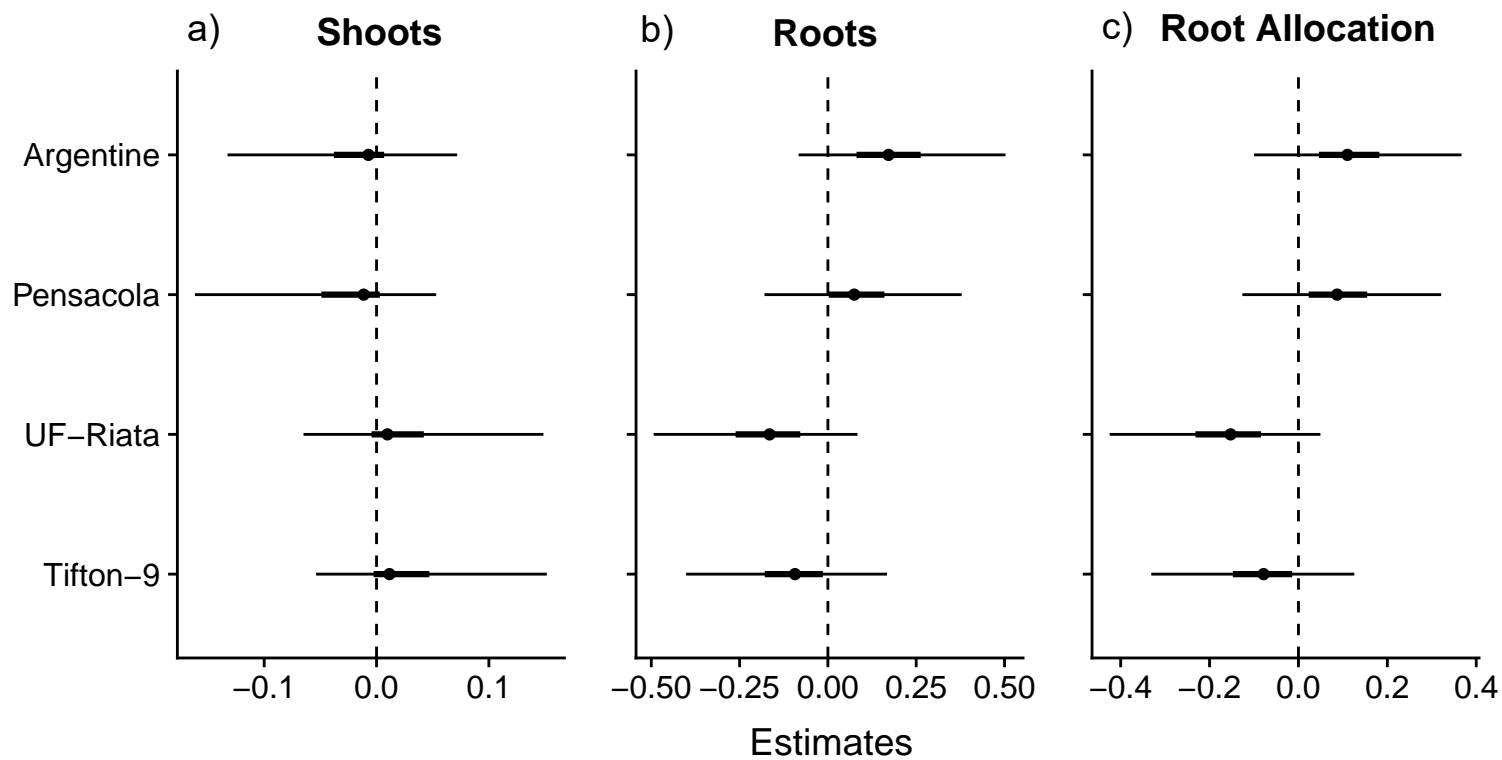 a) Shoots
b) Roots
c) Root Allocation
Argentine
Pensacola
UF−Riata
Tifton−9
−0.1 0.0 0.1
−0.50 −0.25 0.00 0.25 0.50
−0.4 −0.2 0.0 0.2 0.4
Estimates